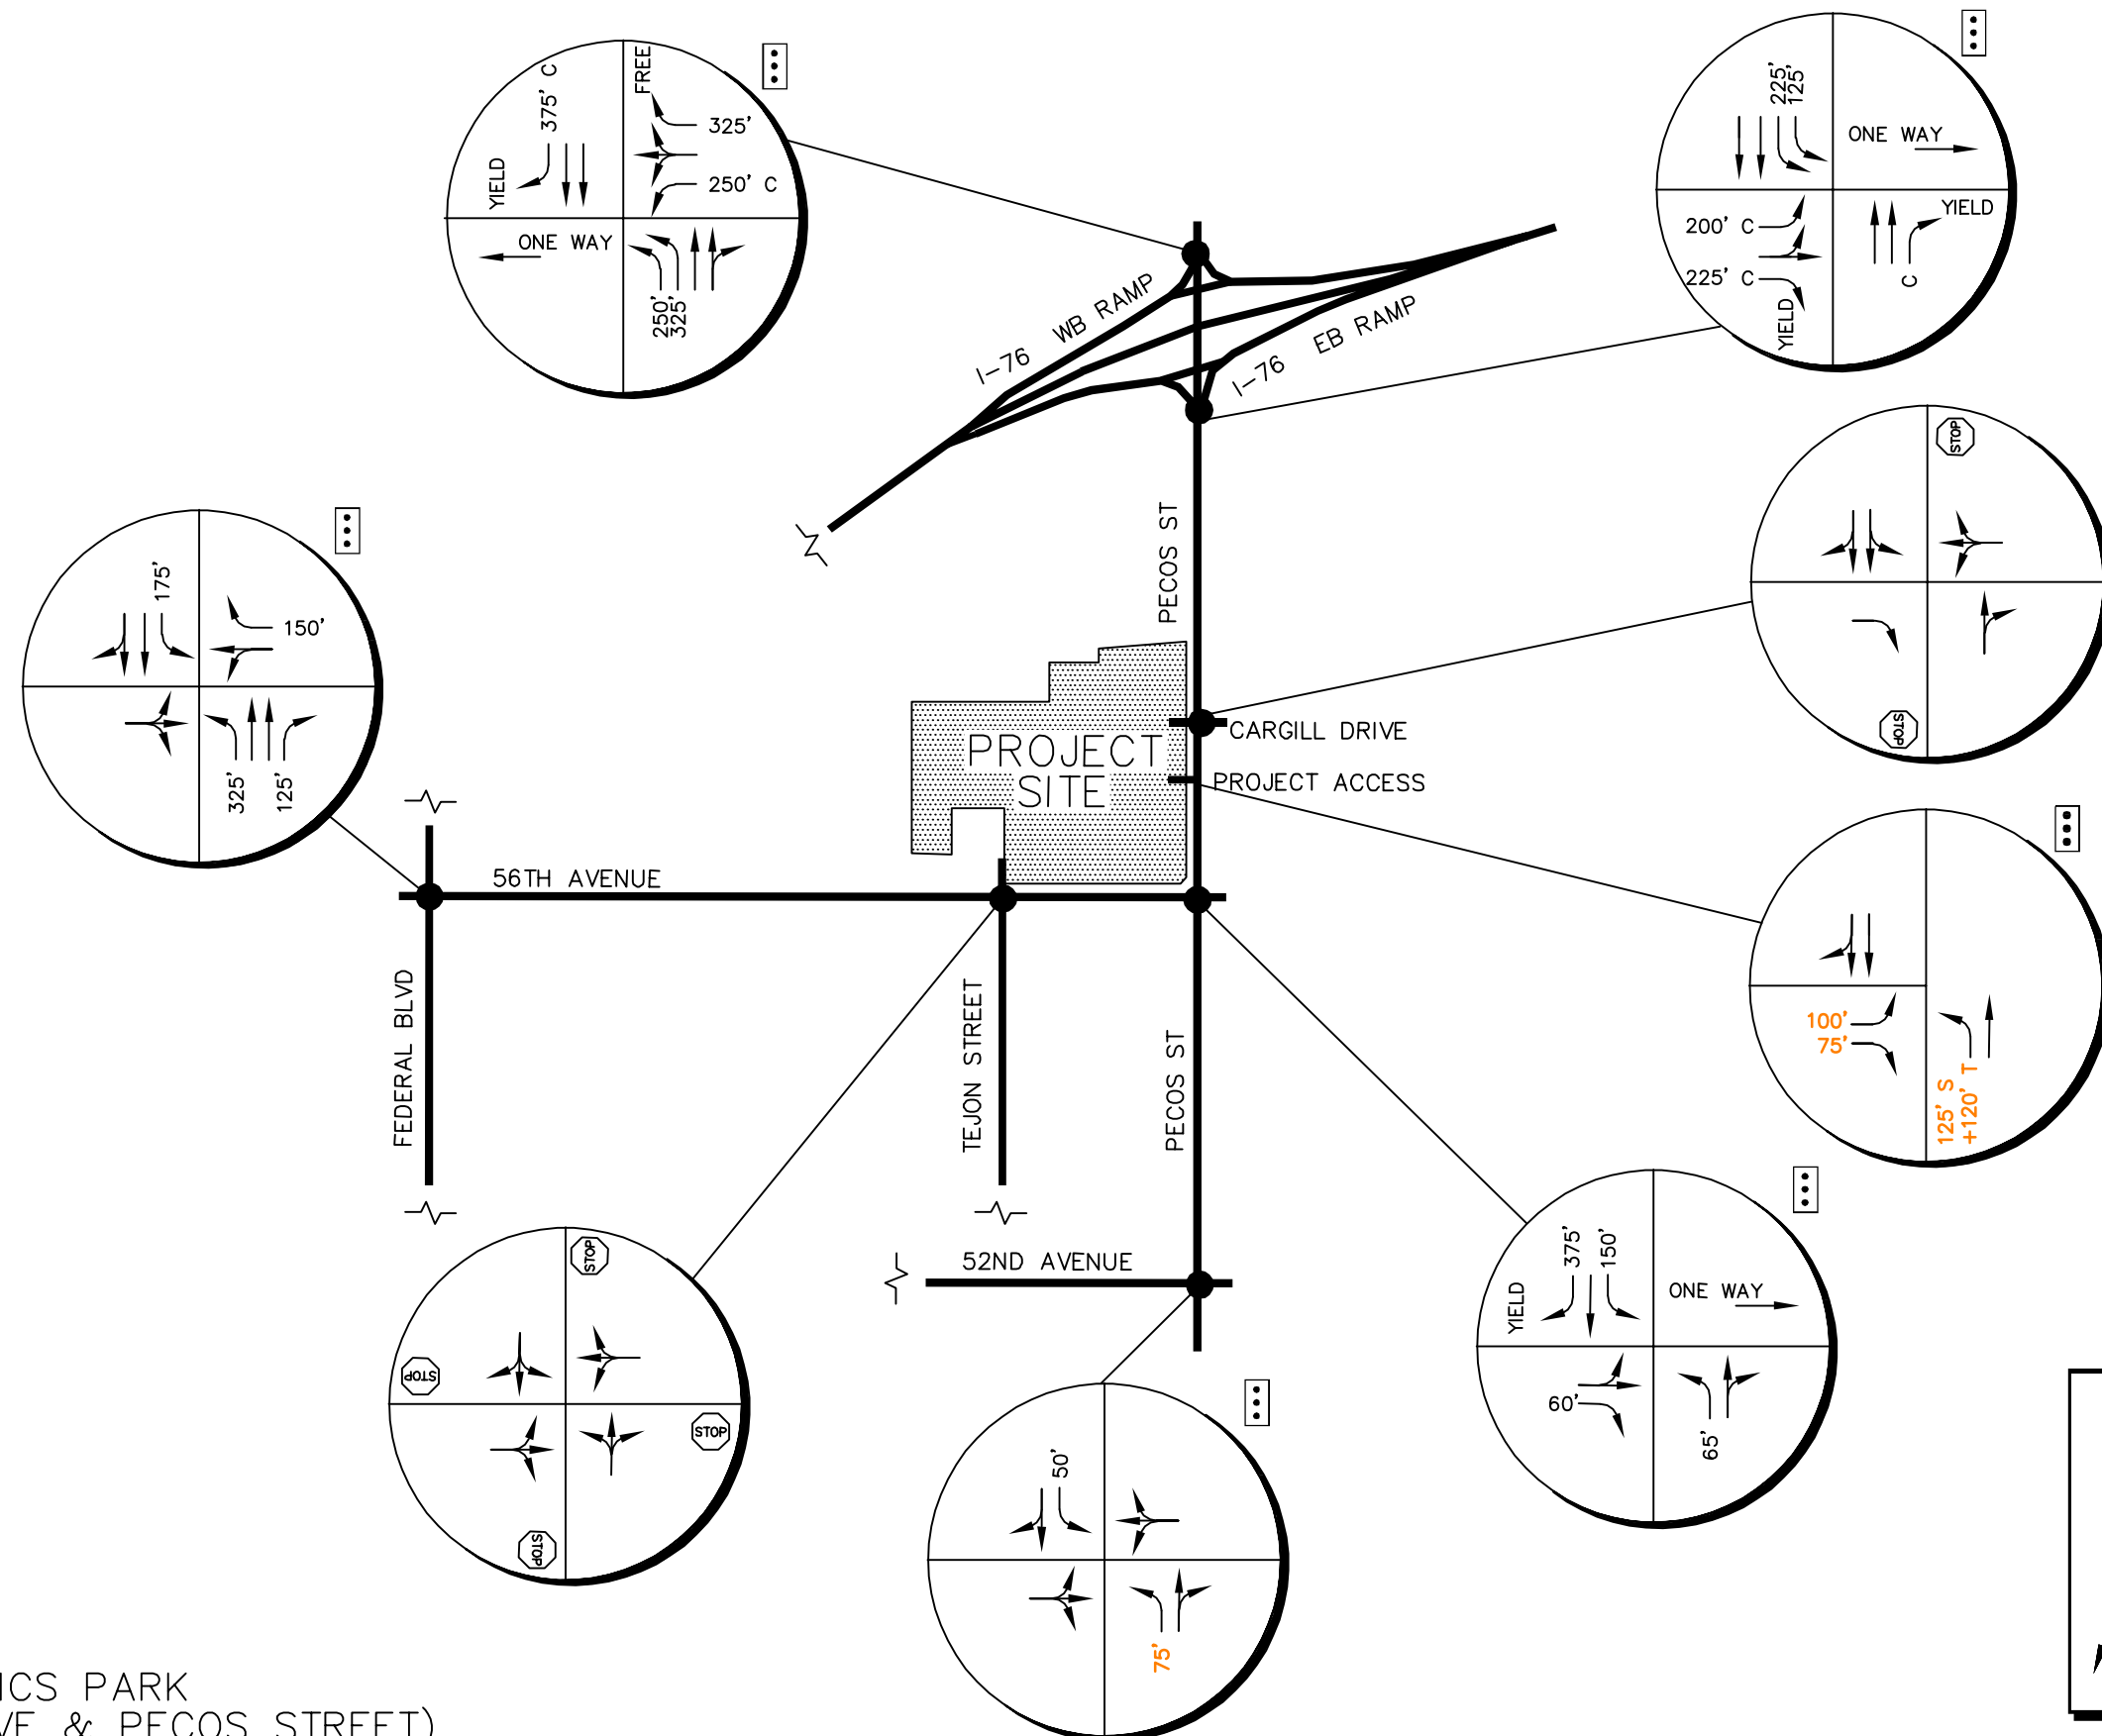 375' C
YIELD
FREE
325'
250' C
ONE WAY
250'
325'
225'
125'
ONE WAY
200' C
225' C
YIELD
YIELD
C
I-76 WB RAMP
I-76 EB RAMP
PECOS ST
STOP
STOP
175'
150'
325'
125'
PROJECT
SITE
CARGILL DRIVE
PROJECT ACCESS
100'
75'
125' S
+120' T
56TH AVENUE
FEDERAL BLVD
TEJON STREET
PECOS ST
52ND AVENUE
YIELD
375'
150'
ONE WAY
60'
65'
STOP
STOP
STOP
STOP
50'
75'
ICS PARK
VE & PECOS STREET)